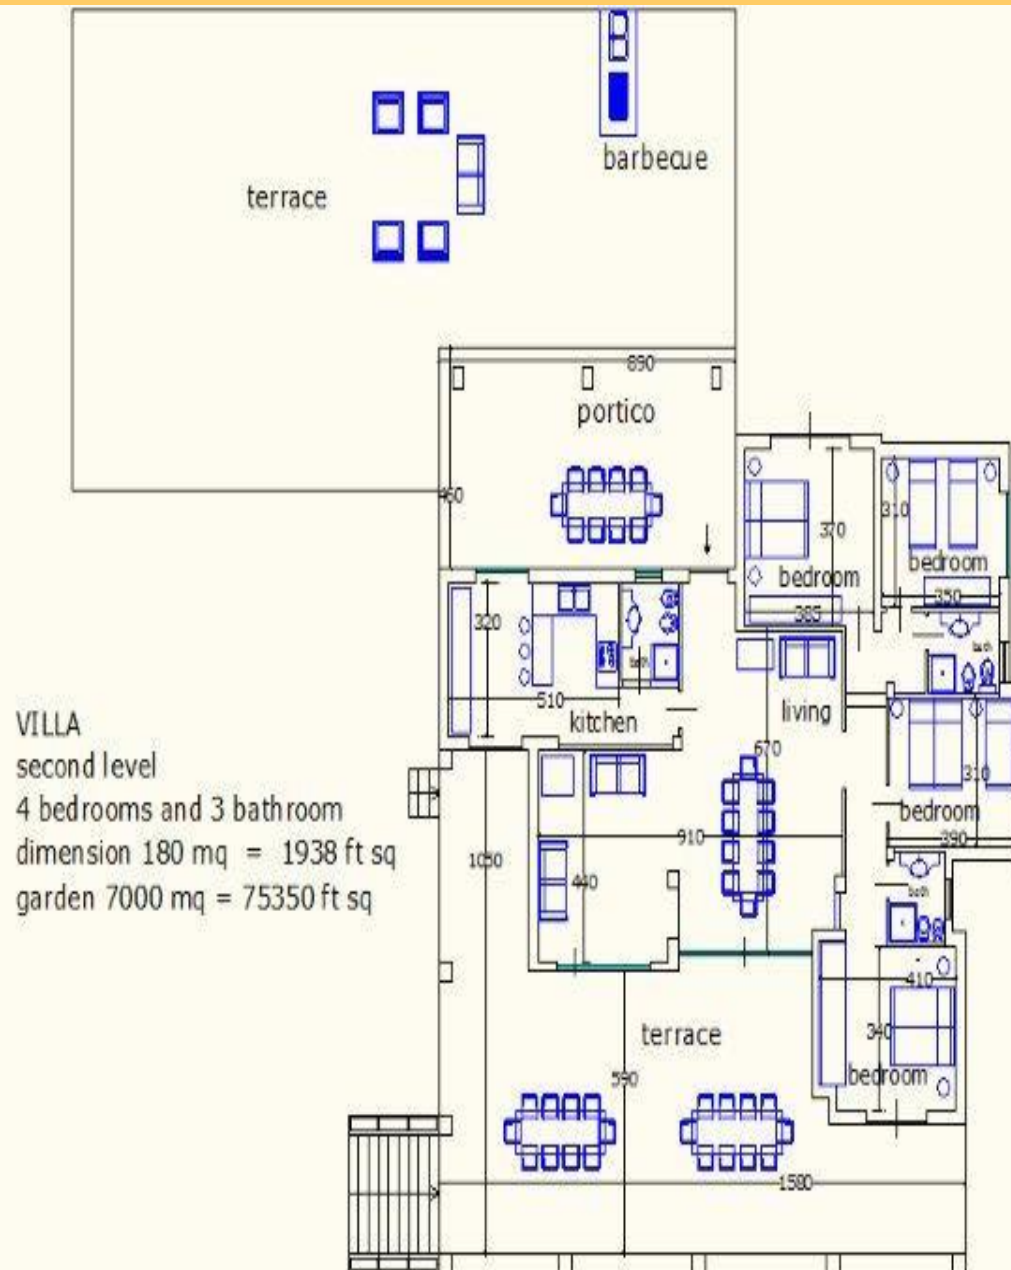 barbecue
terrace
890
portico
460
370
310
bedroom
bedroom
350
385
320
bath
bath
510
kitchen
living
670
310
bedroom
390
VILLA
second level
4 bedrooms and 3 bathroom
dimension 180 mq = 1938 ft sq
garden 7000 mq = 75350 ft sq
910
1050
440
bath
410
340
terrace
bedroom
590
1580